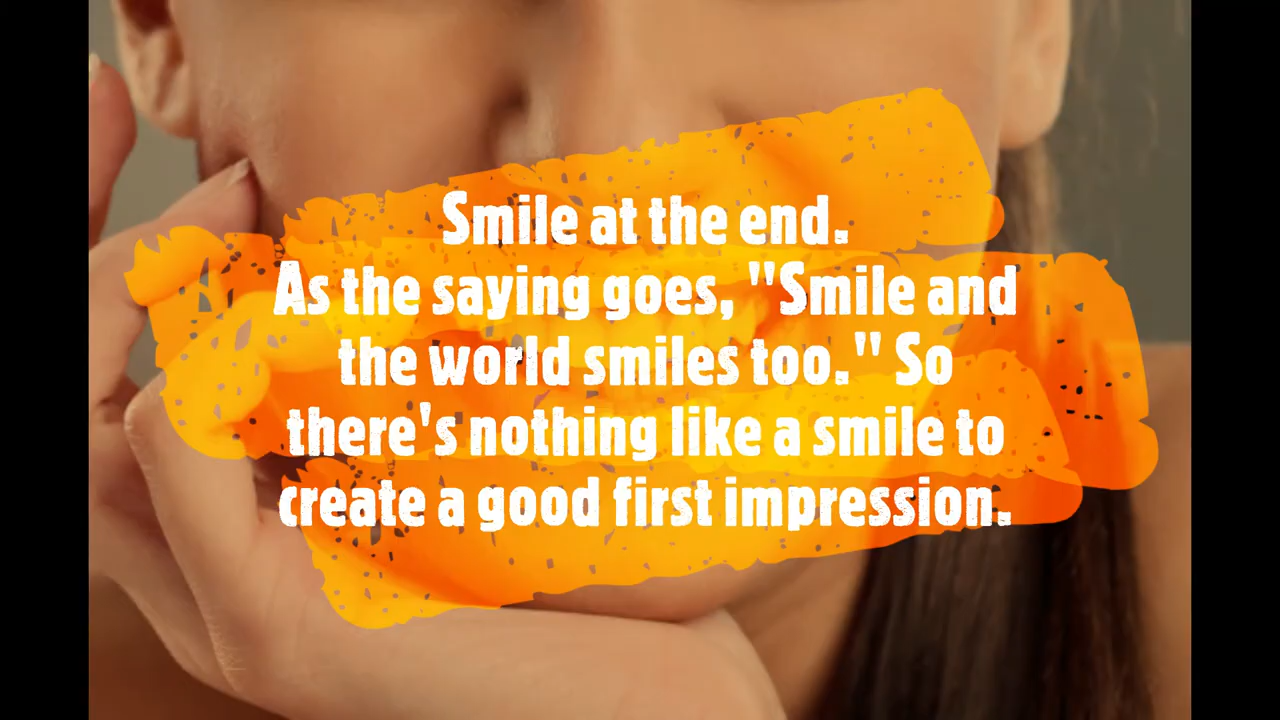 Smile at the end.
As the saying goes, "Smile and
the world smiles too." So
there's nothing like a smile to
create a good first impression.